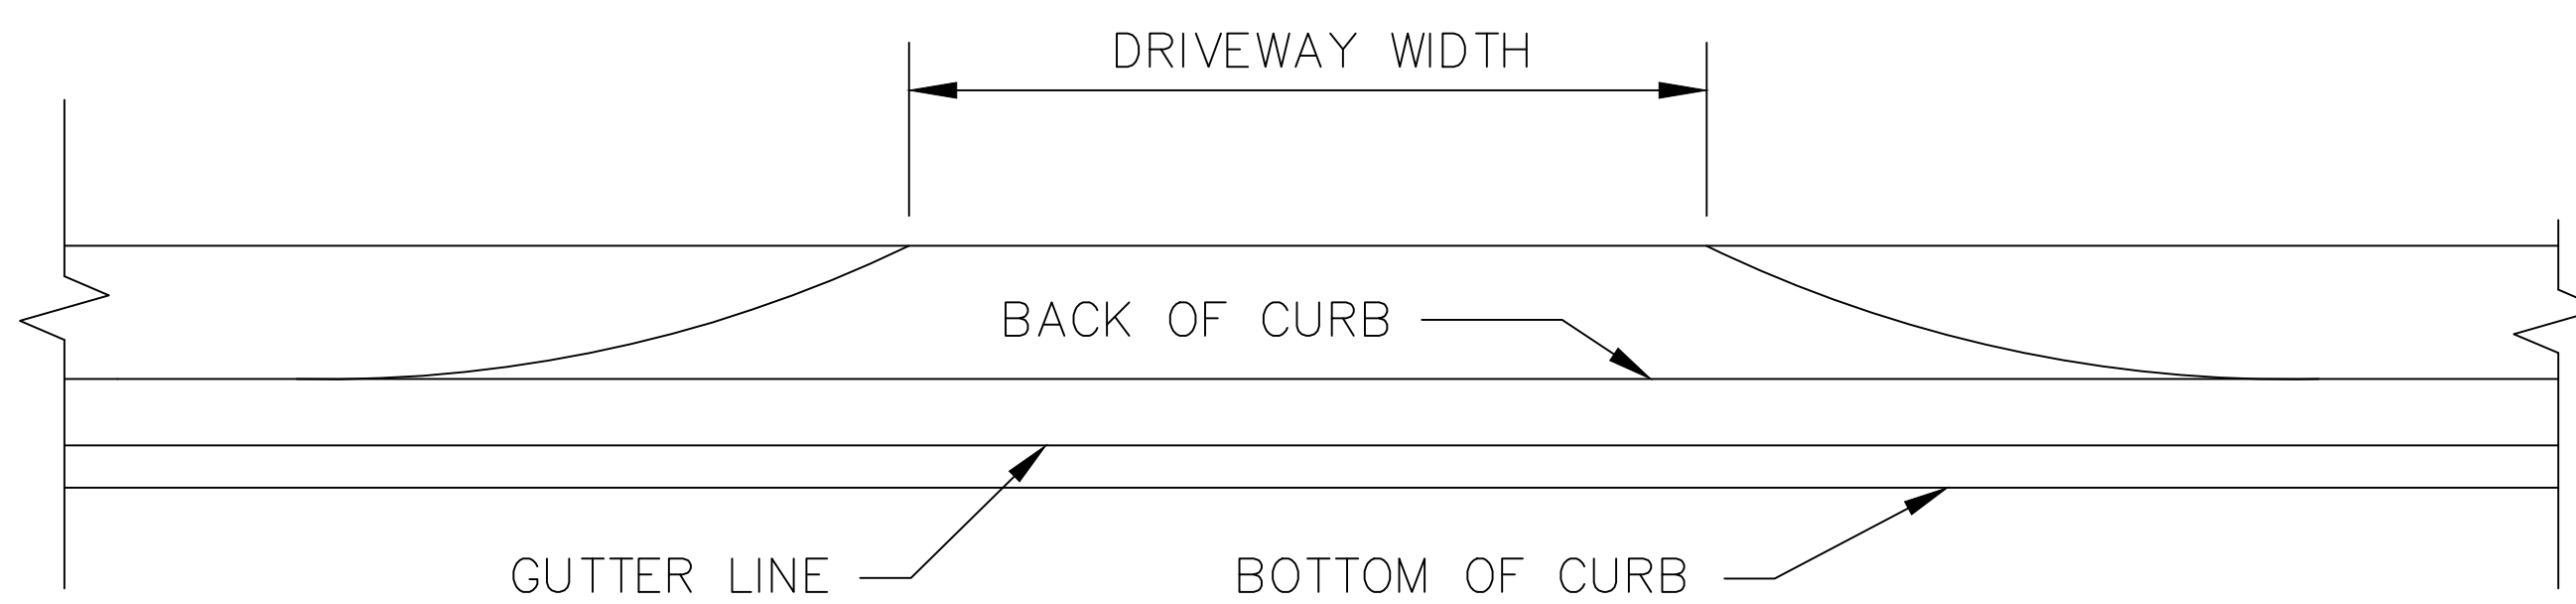 DRIVEWAY WIDTH
BACK OF CURB
GUTTER LINE
BOTTOM OF CURB